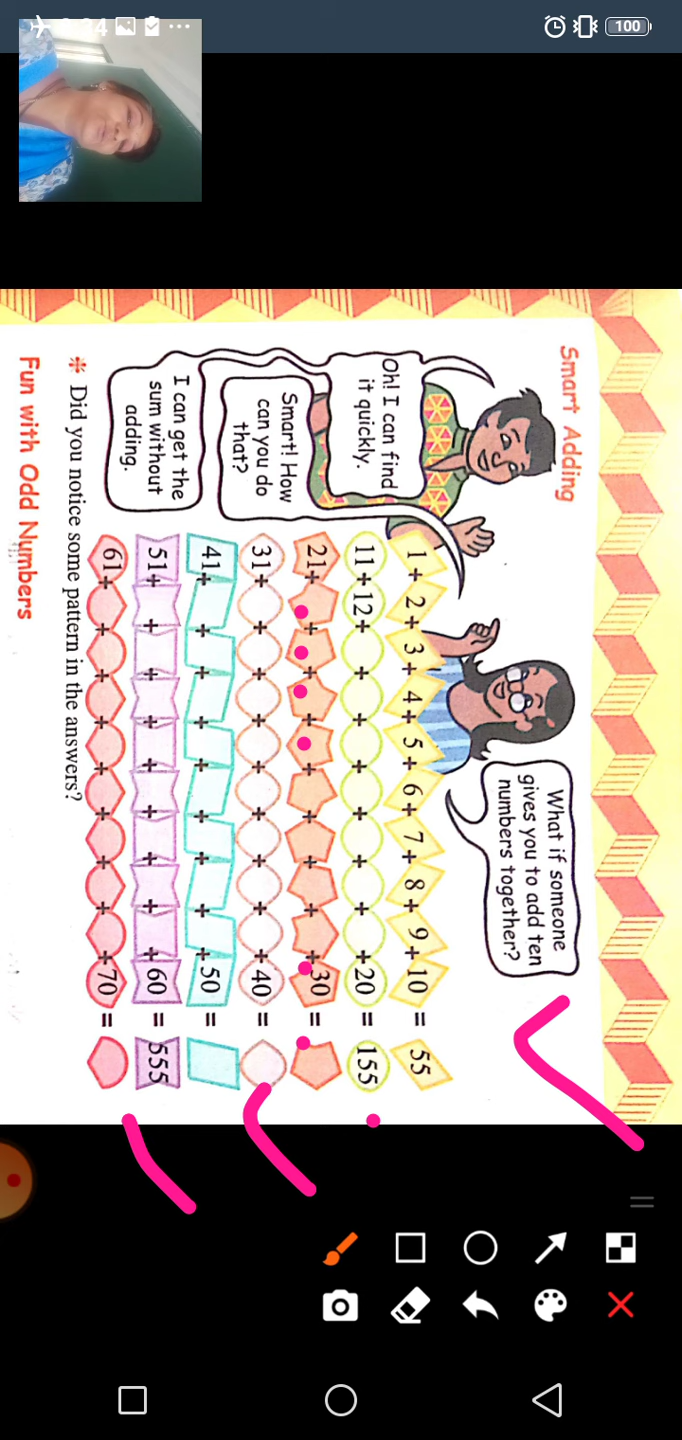 100
Smart Adding
What if someone
gives you to add ten
numbers together?
Oh! I can find
it quickly.
Smart! How
can you do
that?
I can get the
sum without
adding.
1 + 2 + 3 + 4 + 5 + 6 + 7 + 8 + 9 + 10 = 55
11 + 12 + + + + + + + + 20 = 155
21 + + + + + + + + + 30 =
31 + + + + + + + + + 40 =
41 + + + + + + + + + 50 =
51 + + + + + + + + + 60 = 555
61 + + + + + + + + + 70 =
* Did you notice some pattern in the answers?
Fun with Odd Numbers